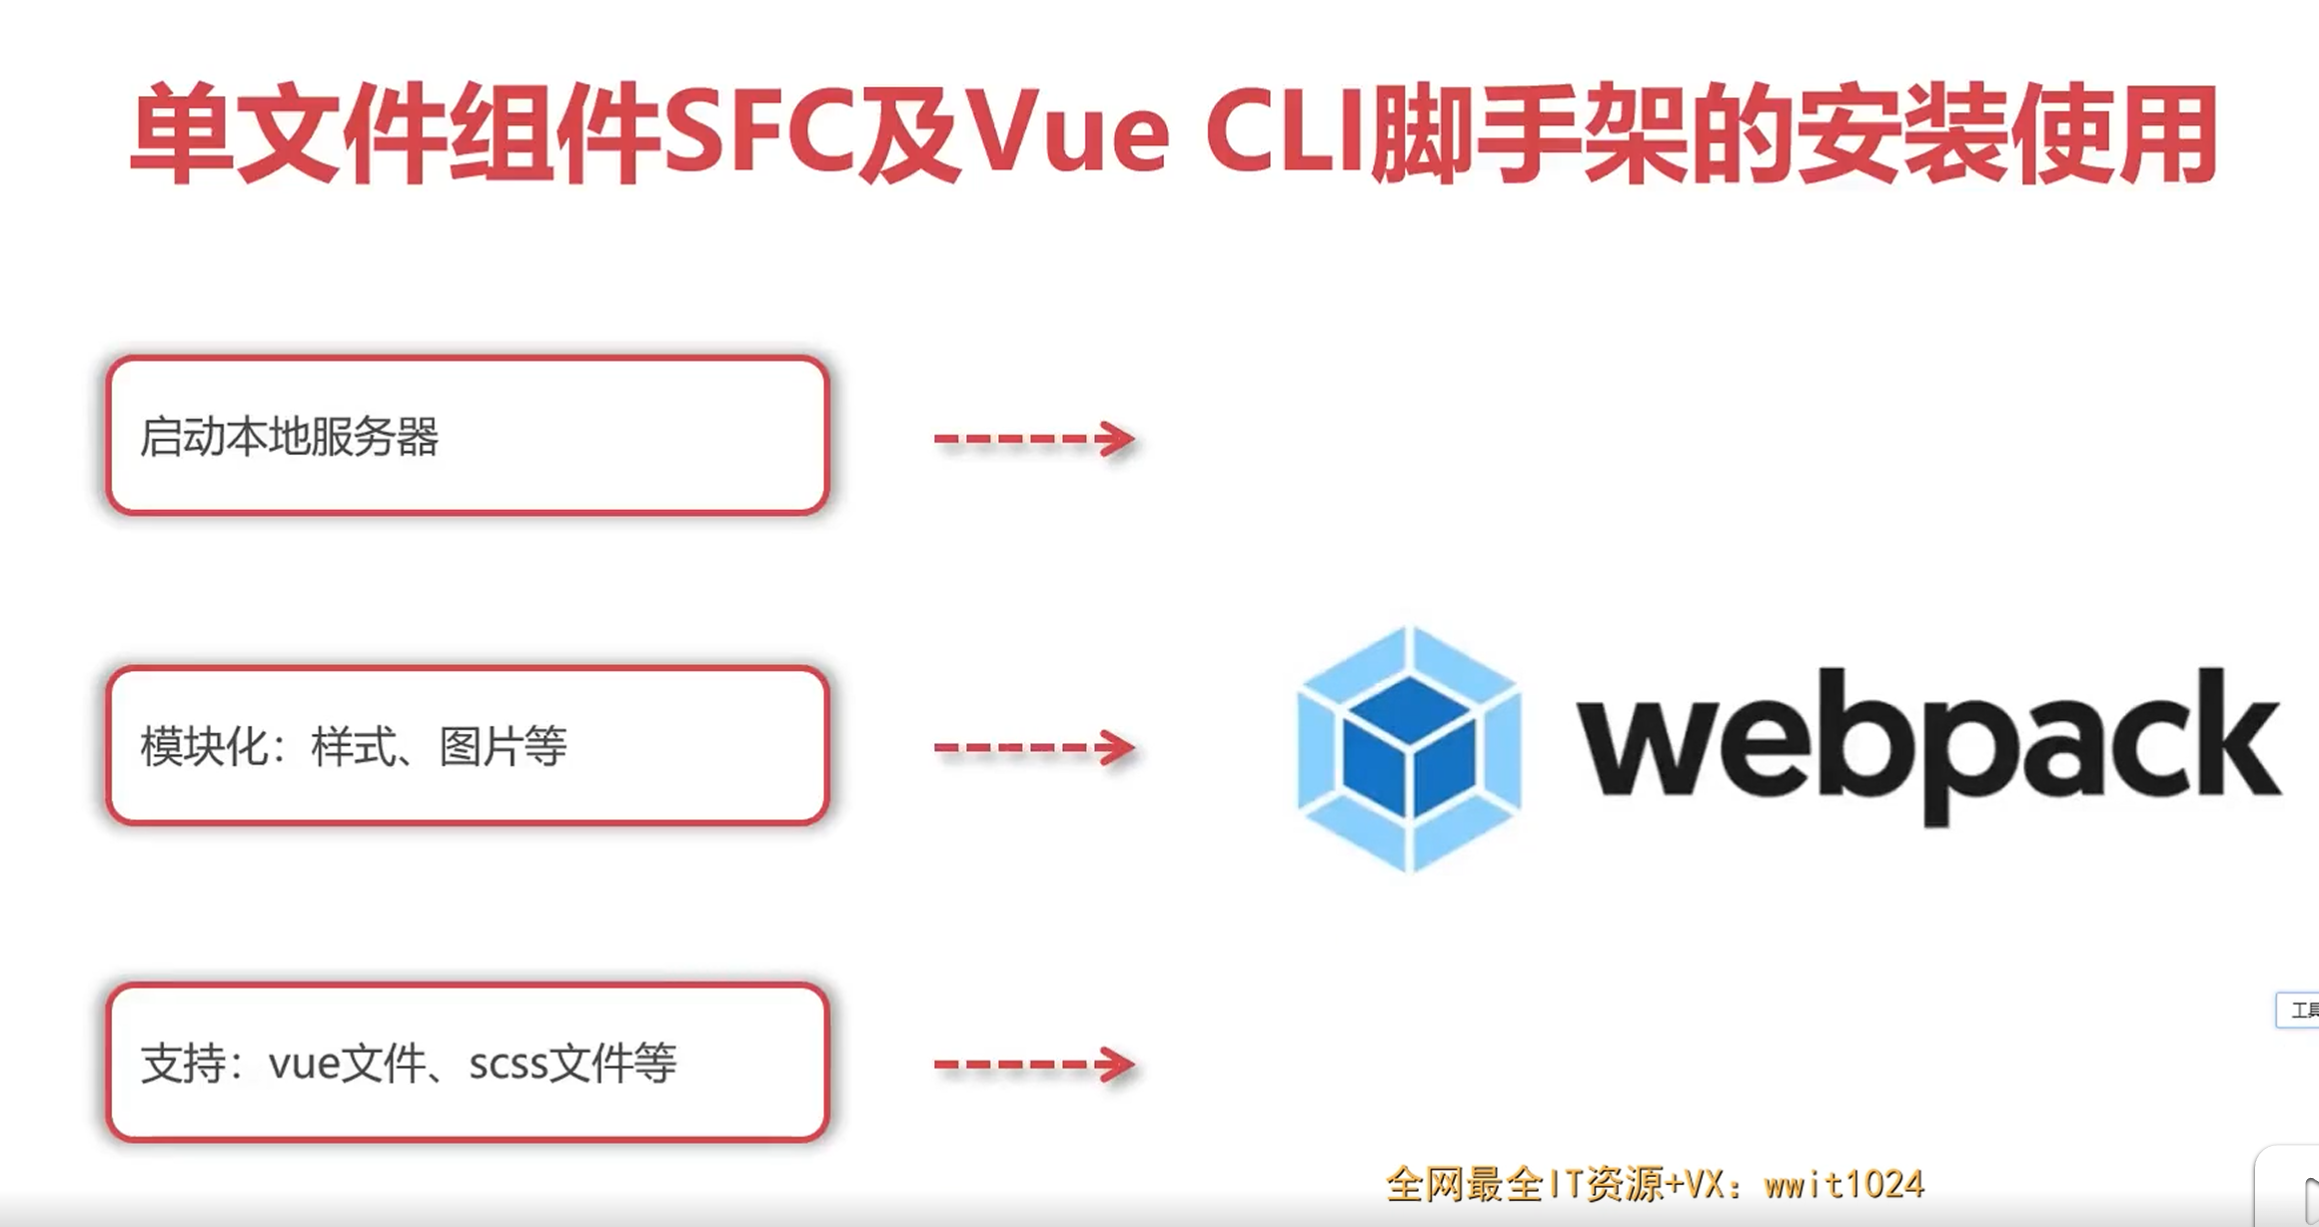 单文件组件SFC及Vue CLI脚手架的安装使用
启动本地服务器
模块化：样式、图片等
webpack
支持：vue文件、scss文件等
工具
全网最全IT资源+VX：wwit1024